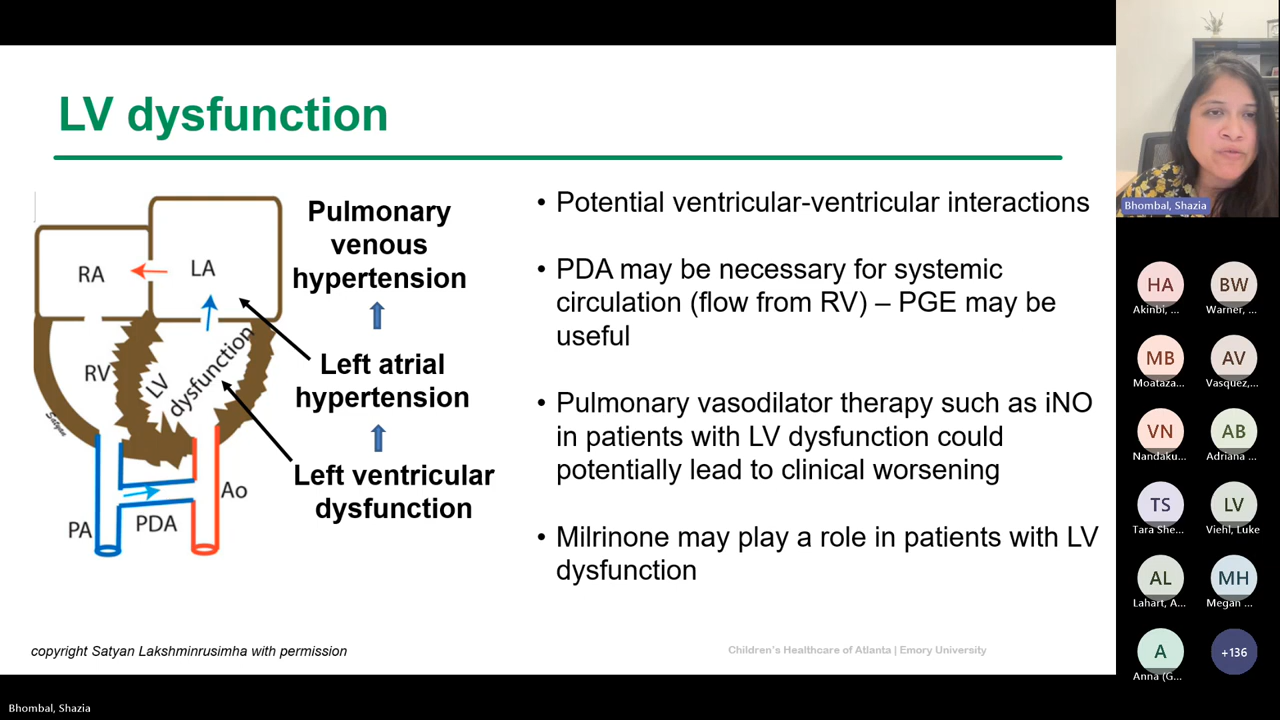 LV dysfunction
RA
LA
RV
LV
dysfunction
Satyan
PA
PDA
Ao
Pulmonary
venous
hypertension
Left atrial
hypertension
Left ventricular
dysfunction
• Potential ventricular-ventricular interactions
• PDA may be necessary for systemic
circulation (flow from RV) – PGE may be
useful
• Pulmonary vasodilator therapy such as iNO
in patients with LV dysfunction could
potentially lead to clinical worsening
• Milrinone may play a role in patients with LV
dysfunction
copyright Satyan Lakshminrusimha with permission
Children's Healthcare of Atlanta | Emory University
Bhombal, Shazia
HA
Akinbi, ...
BW
Warner, ...
MB
Moataza...
AV
Vasquez,...
VN
Nandaku...
AB
Adriana ...
TS
Tara She...
LV
Viehl, Luke
AL
Lahart, A...
MH
Megan ...
A
Anna (G...
+136
Bhombal, Shazia